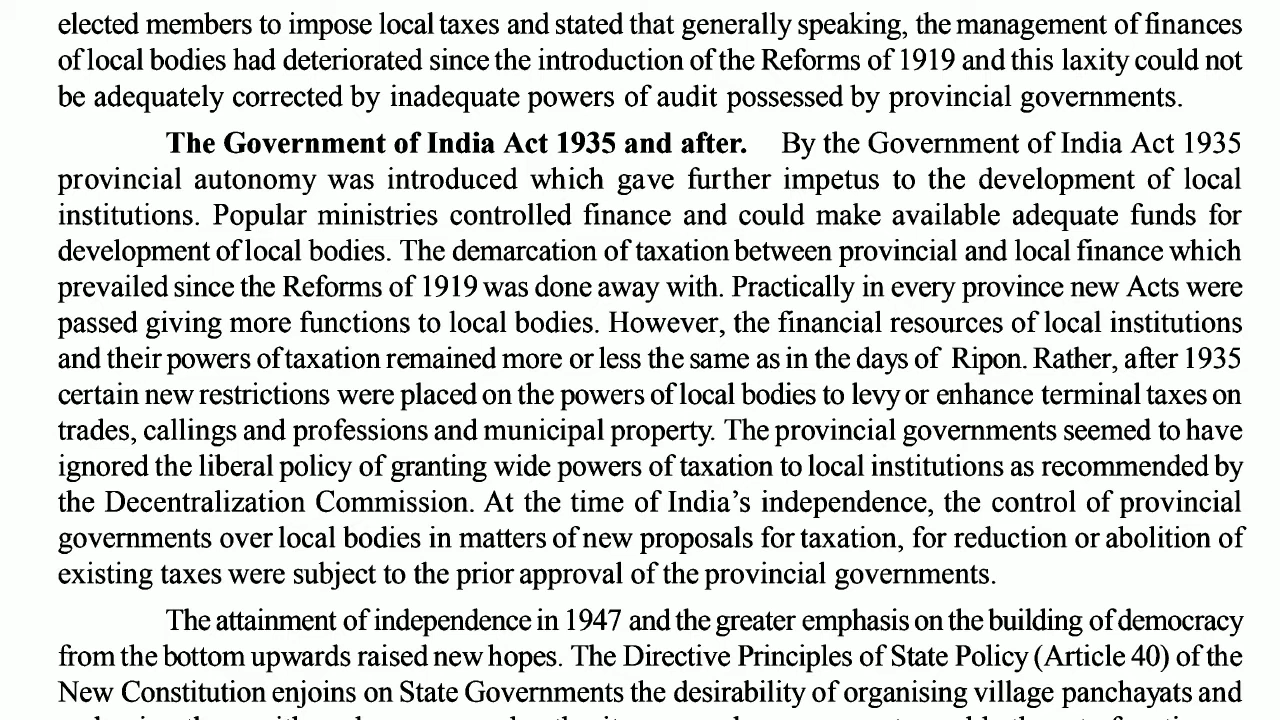 elected members to impose local taxes and stated that generally speaking, the management of finances
of local bodies had deteriorated since the introduction of the Reforms of 1919 and this laxity could not
be adequately corrected by inadequate powers of audit possessed by provincial governments.
The Government of India Act 1935 and after. By the Government of India Act 1935
provincial autonomy was introduced which gave further impetus to the development of local
institutions. Popular ministries controlled finance and could make available adequate funds for
development of local bodies. The demarcation of taxation between provincial and local finance which
prevailed since the Reforms of 1919 was done away with. Practically in every province new Acts were
passed giving more functions to local bodies. However, the financial resources of local institutions
and their powers of taxation remained more or less the same as in the days of Ripon. Rather, after 1935
certain new restrictions were placed on the powers of local bodies to levy or enhance terminal taxes on
trades, callings and professions and municipal property. The provincial governments seemed to have
ignored the liberal policy of granting wide powers of taxation to local institutions as recommended by
the Decentralization Commission. At the time of India's independence, the control of provincial
governments over local bodies in matters of new proposals for taxation, for reduction or abolition of
existing taxes were subject to the prior approval of the provincial governments.
The attainment of independence in 1947 and the greater emphasis on the building of democracy
from the bottom upwards raised new hopes. The Directive Principles of State Policy (Article 40) of the
New Constitution enjoins on State Governments the desirability of organising village panchayats and